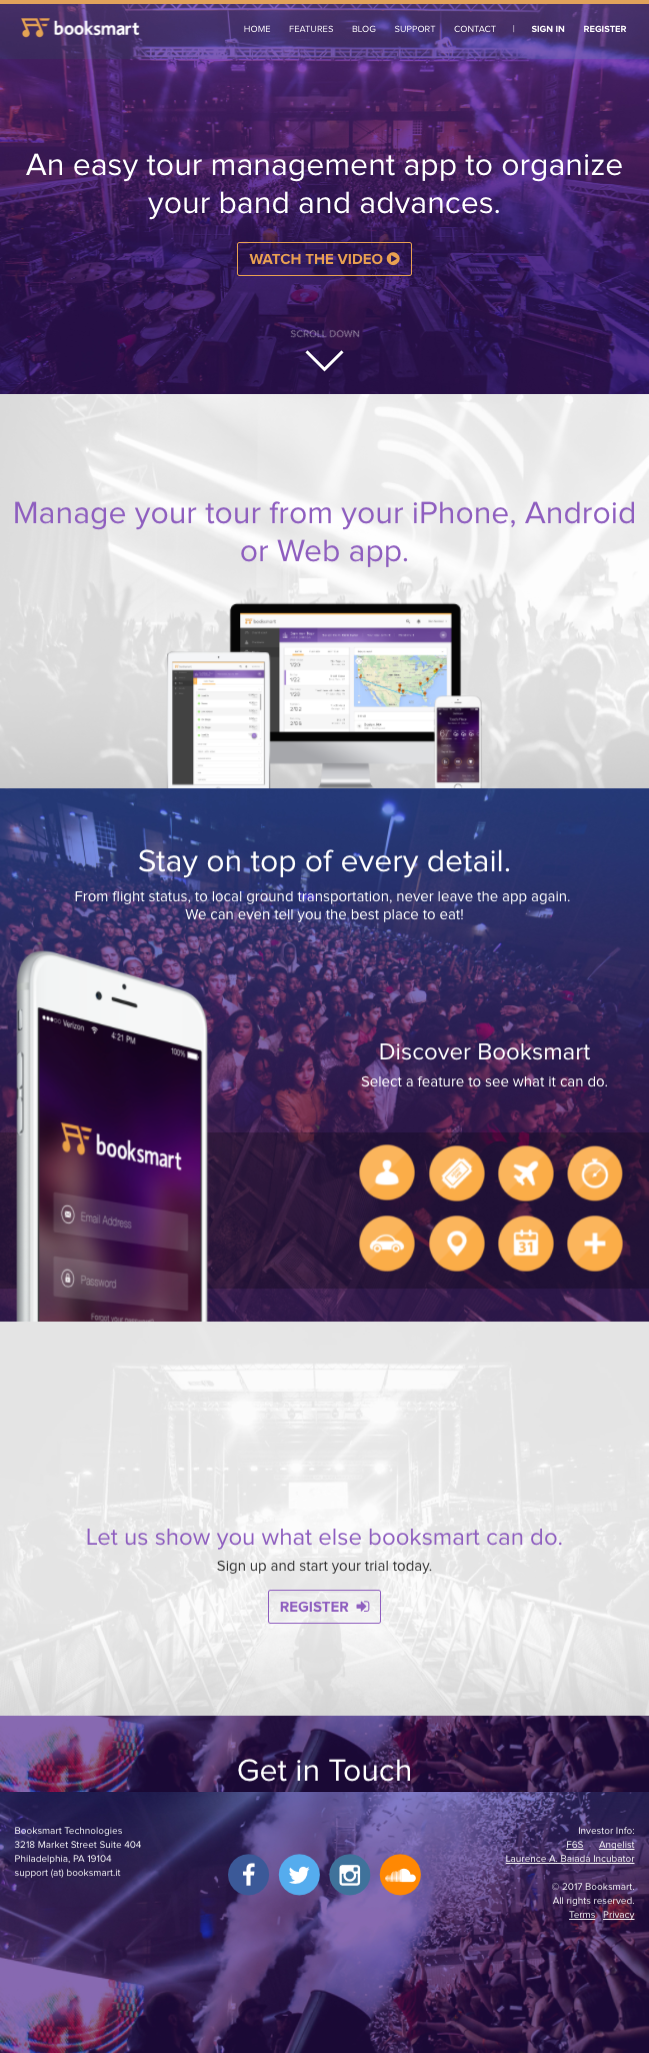 booksmart
HOME FEATURES BLOG SUPPORT CONTACT | SIGN IN REGISTER
An easy tour management app to organize
your band and advances.
WATCH THE VIDEO
SCROLL DOWN
Manage your tour from your iPhone, Android
or Web app.
booksmart
booksmart
Stay on top of every detail.
From flight status, to local ground transportation, never leave the app again.
We can even tell you the best place to eat!
Verizon
4:21 PM
100%
booksmart
Email Address
Password
Forgot your password?
Discover Booksmart
Select a feature to see what it can do.
31
Let us show you what else booksmart can do.
Sign up and start your trial today.
REGISTER
Get in Touch
Booksmart Technologies
3218 Market Street Suite 404
Philadelphia, PA 19104
support (at) booksmart.it
Investor Info:
F6S Angelist
Laurence A. Baiada Incubator
© 2017 Booksmart.
All rights reserved.
Terms Privacy